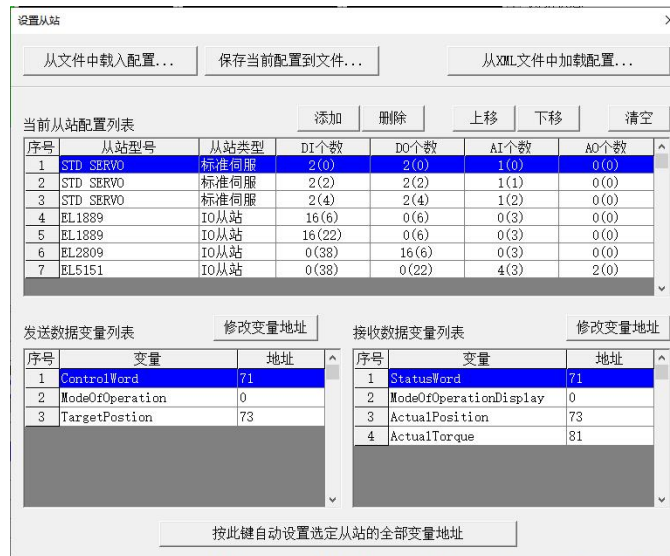 设置从站
从文件中载入配置... 保存当前配置到文件... 从XML文件中加载配置...
当前从站配置列表 添加 删除 上移 下移 清空
序号 从站型号 从站类型 DI个数 DO个数 AI个数 AO个数
1 STD SERVO 标准伺服 2(0) 2(0) 1(0) 0(0)
2 STD SERVO 标准伺服 2(2) 2(2) 1(1) 0(0)
3 STD SERVO 标准伺服 2(4) 2(4) 1(2) 0(0)
4 EL1889 IO从站 16(6) 0(6) 0(3) 0(0)
5 EL1889 IO从站 16(22) 0(6) 0(3) 0(0)
6 EL2809 IO从站 0(38) 16(6) 0(3) 0(0)
7 EL5151 IO从站 0(38) 0(22) 4(3) 2(0)
发送数据变量列表 修改变量地址 接收数据变量列表 修改变量地址
序号 变量 地址 序号 变量 地址
1 ControlWord 71 1 StatusWord 71
2 ModeOfOperation 0 2 ModeOfOperationDisplay 0
3 TargetPostion 73 3 ActualPosition 73
4 ActualTorque 81
按此键自动设置选定从站的全部变量地址